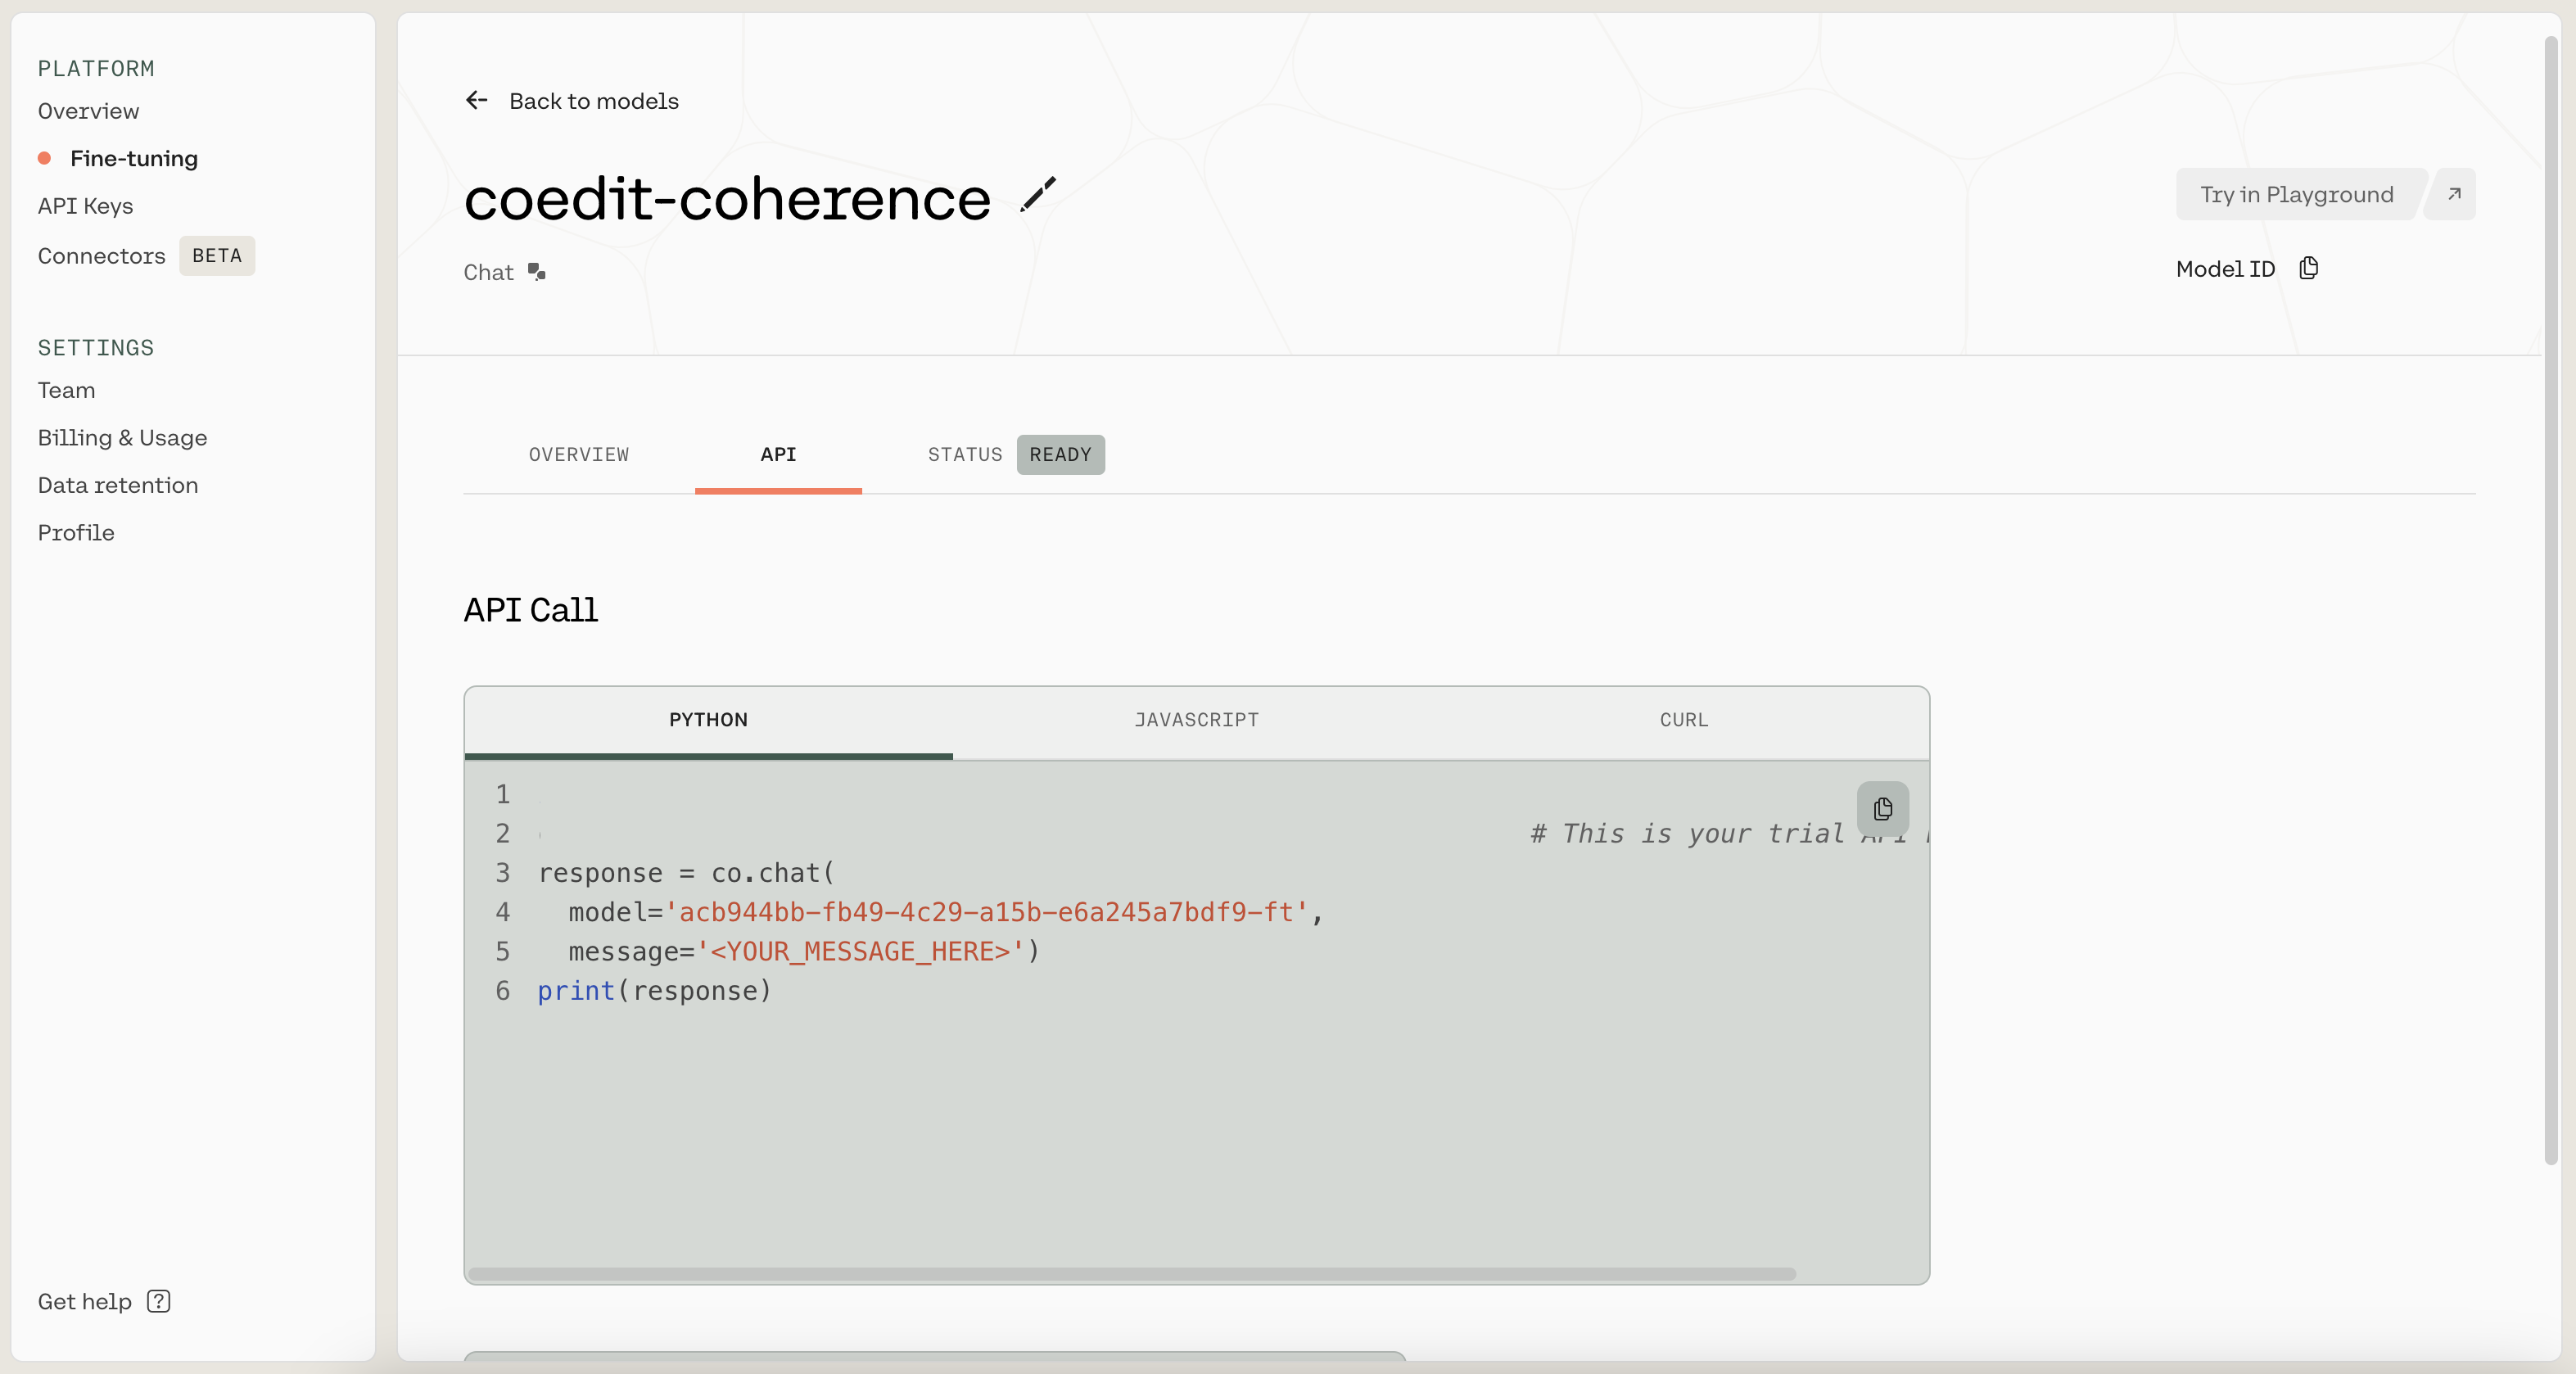 PLATFORM
Overview
Fine-tuning
API Keys
Connectors BETA
SETTINGS
Team
Billing & Usage
Data retention
Profile
Get help ?
Back to models
coedit-coherence
Try in Playground
Chat
Model ID
OVERVIEW API STATUS READY
API Call
PYTHON JAVASCRIPT CURL
1
2 # This is your trial API
3 response = co.chat(
4 model='acb944bb-fb49-4c29-a15b-e6a245a7bdf9-ft',
5 message='<YOUR_MESSAGE_HERE>')
6 print(response)